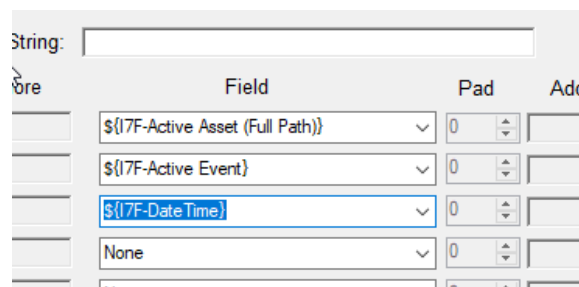 String:
Field Pad
${I7F-Active Asset (Full Path)} 0
${I7F-Active Event} 0
${I7F-DateTime} 0
None 0